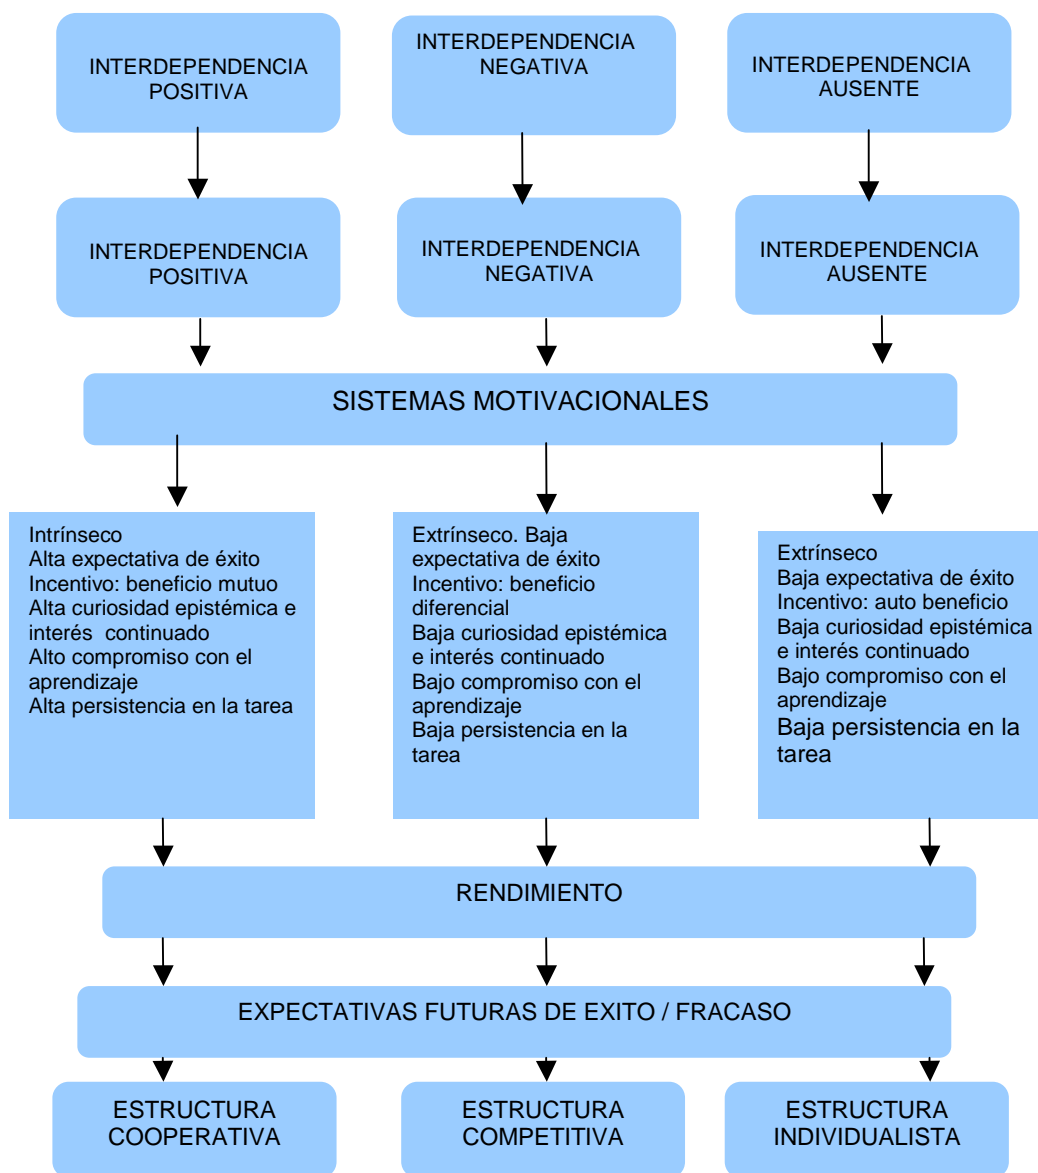 INTERDEPENDENCIA
POSITIVA
INTERDEPENDENCIA
NEGATIVA
INTERDEPENDENCIA
AUSENTE
INTERDEPENDENCIA
POSITIVA
INTERDEPENDENCIA
NEGATIVA
INTERDEPENDENCIA
AUSENTE
SISTEMAS MOTIVACIONALES
Intrínseco
Alta expectativa de éxito
Incentivo: beneficio mutuo
Alta curiosidad epistémica e
interés continuado
Alto compromiso con el
aprendizaje
Alta persistencia en la tarea
Extrínseco. Baja
expectativa de éxito
Incentivo: beneficio
diferencial
Baja curiosidad epistémica
e interés continuado
Bajo compromiso con el
aprendizaje
Baja persistencia en la
tarea
Extrínseco
Baja expectativa de éxito
Incentivo: auto beneficio
Baja curiosidad epistémica
e interés continuado
Bajo compromiso con el
aprendizaje
Baja persistencia en la
tarea
RENDIMIENTO
EXPECTATIVAS FUTURAS DE EXITO / FRACASO
ESTRUCTURA
COOPERATIVA
ESTRUCTURA
COMPETITIVA
ESTRUCTURA
INDIVIDUALISTA